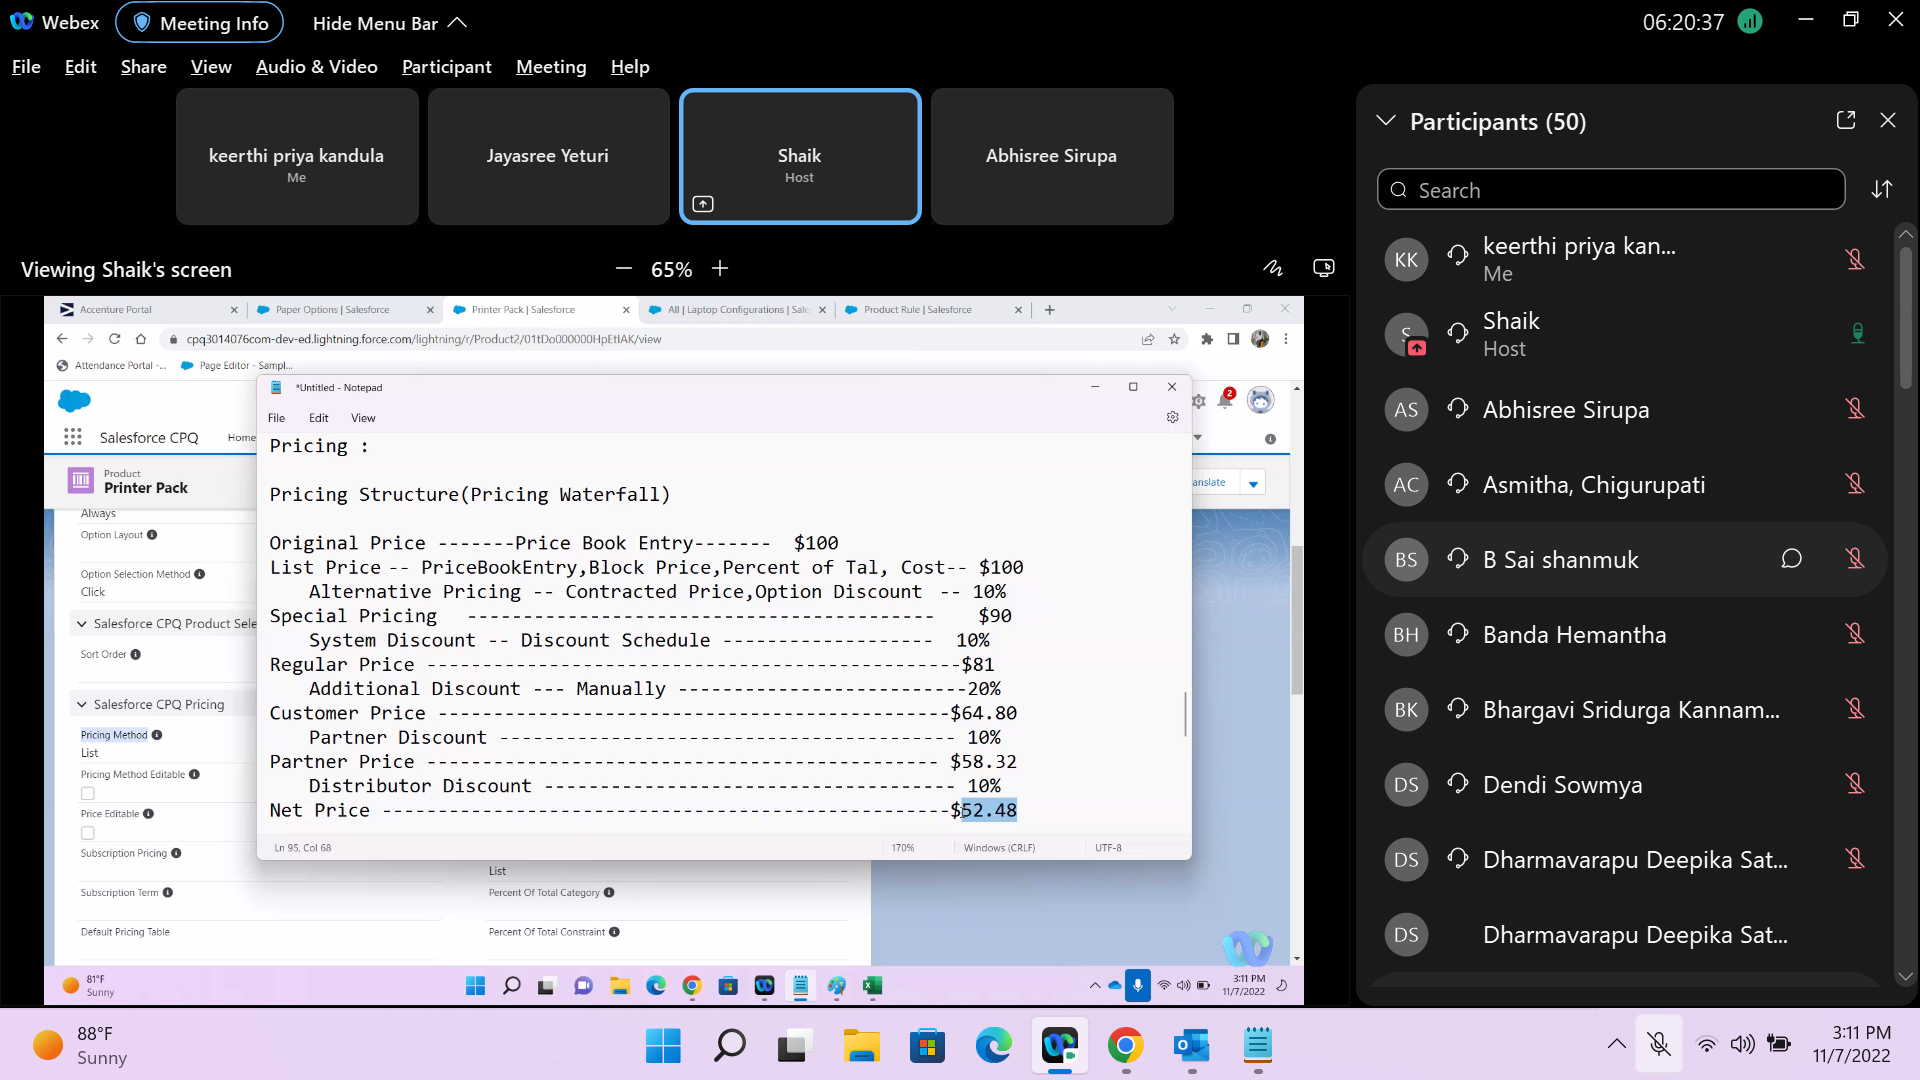 Webex
Meeting Info
Hide Menu Bar
06:20:37
File Edit Share View Audio & Video Participant Meeting Help
keerthi priya kandula
Me
Jayasree Yeturi
Shaik
Host
Abhisree Sirupa
Viewing Shaik's screen
65%
Accenture Portal
Paper Options | Salesforce
Printer Pack | Salesforce
All | Laptop Configurations | Sale
Product Rule | Salesforce
cpq3014076com-dev-ed.lightning.force.com/lightning/r/Product2/01tDo000000HpEtIAK/view
Attendance Portal -...
Page Editor - Sampl...
*Untitled - Notepad
File Edit View
2
Salesforce CPQ
Home
Product
Printer Pack
anslate
Always
Option Layout
Option Selection Method
Click
Salesforce CPQ Product Sele
Sort Order
Salesforce CPQ Pricing
Pricing Method
List
Pricing Method Editable
Price Editable
Subscription Pricing
Subscription Term
Default Pricing Table
Pricing :
Pricing Structure(Pricing Waterfall)
Original Price -------Price Book Entry------- $100
List Price -- PriceBookEntry,Block Price,Percent of Tal, Cost-- $100
Alternative Pricing -- Contracted Price,Option Discount -- 10%
Special Pricing ------------------------------------------ $90
System Discount -- Discount Schedule ------------------- 10%
Regular Price ------------------------------------------------$81
Additional Discount --- Manually --------------------------20%
Customer Price ----------------------------------------------$64.80
Partner Discount ----------------------------------------- 10%
Partner Price ---------------------------------------------- $58.32
Distributor Discount ------------------------------------- 10%
Net Price ---------------------------------------------------$52.48
Ln 95, Col 68
170%
Windows (CRLF)
UTF-8
List
Percent Of Total Category
Percent Of Total Constraint
81°F
Sunny
3:11 PM
11/7/2022
Participants (50)
Search
KK keerthi priya kan...
Me
S Shaik
Host
AS Abhisree Sirupa
AC Asmitha, Chigurupati
BS B Sai shanmuk
BH Banda Hemantha
BK Bhargavi Sridurga Kannam...
DS Dendi Sowmya
DS Dharmavarapu Deepika Sat...
DS Dharmavarapu Deepika Sat...
88°F
Sunny
3:11 PM
11/7/2022